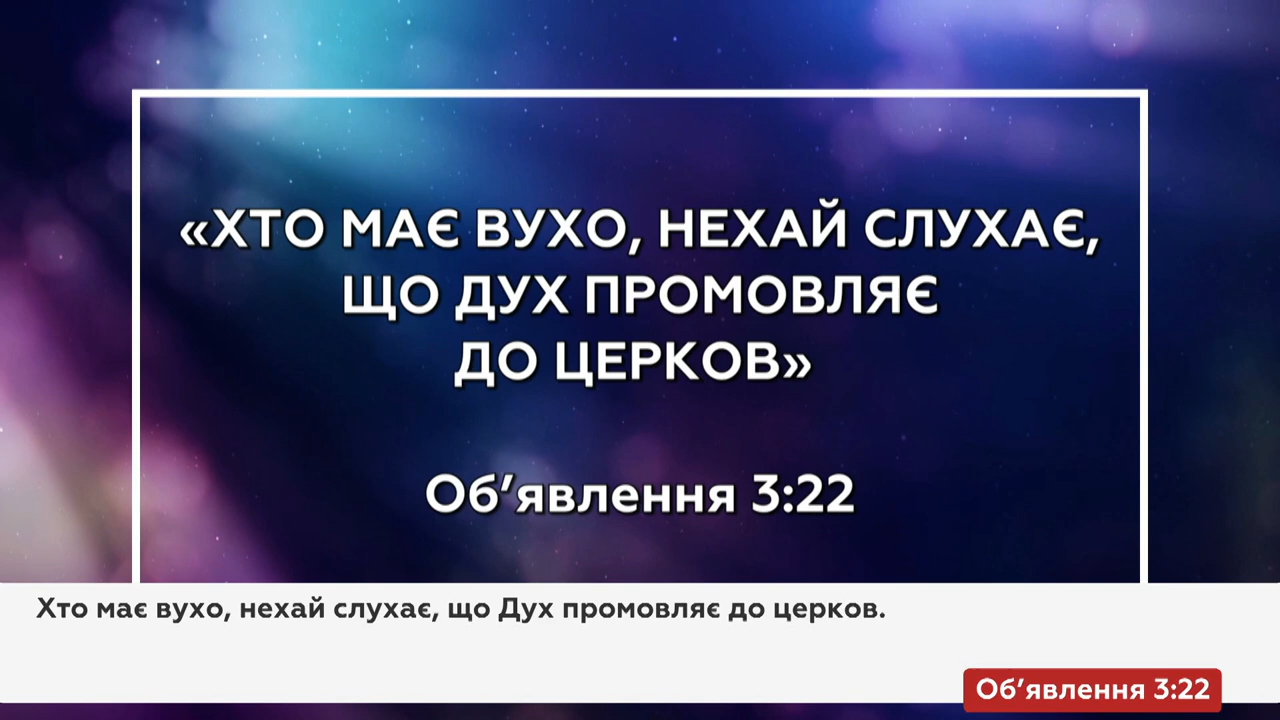 «ХТО МАЄ ВУХО, НЕХАЙ СЛУХАЄ,
ЩО ДУХ ПРОМОВЛЯЄ
ДО ЦЕРКОВ»
Об’явлення 3:22
Хто має вухо, нехай слухає, що Дух промовляє до церков.
Об’явлення 3:22